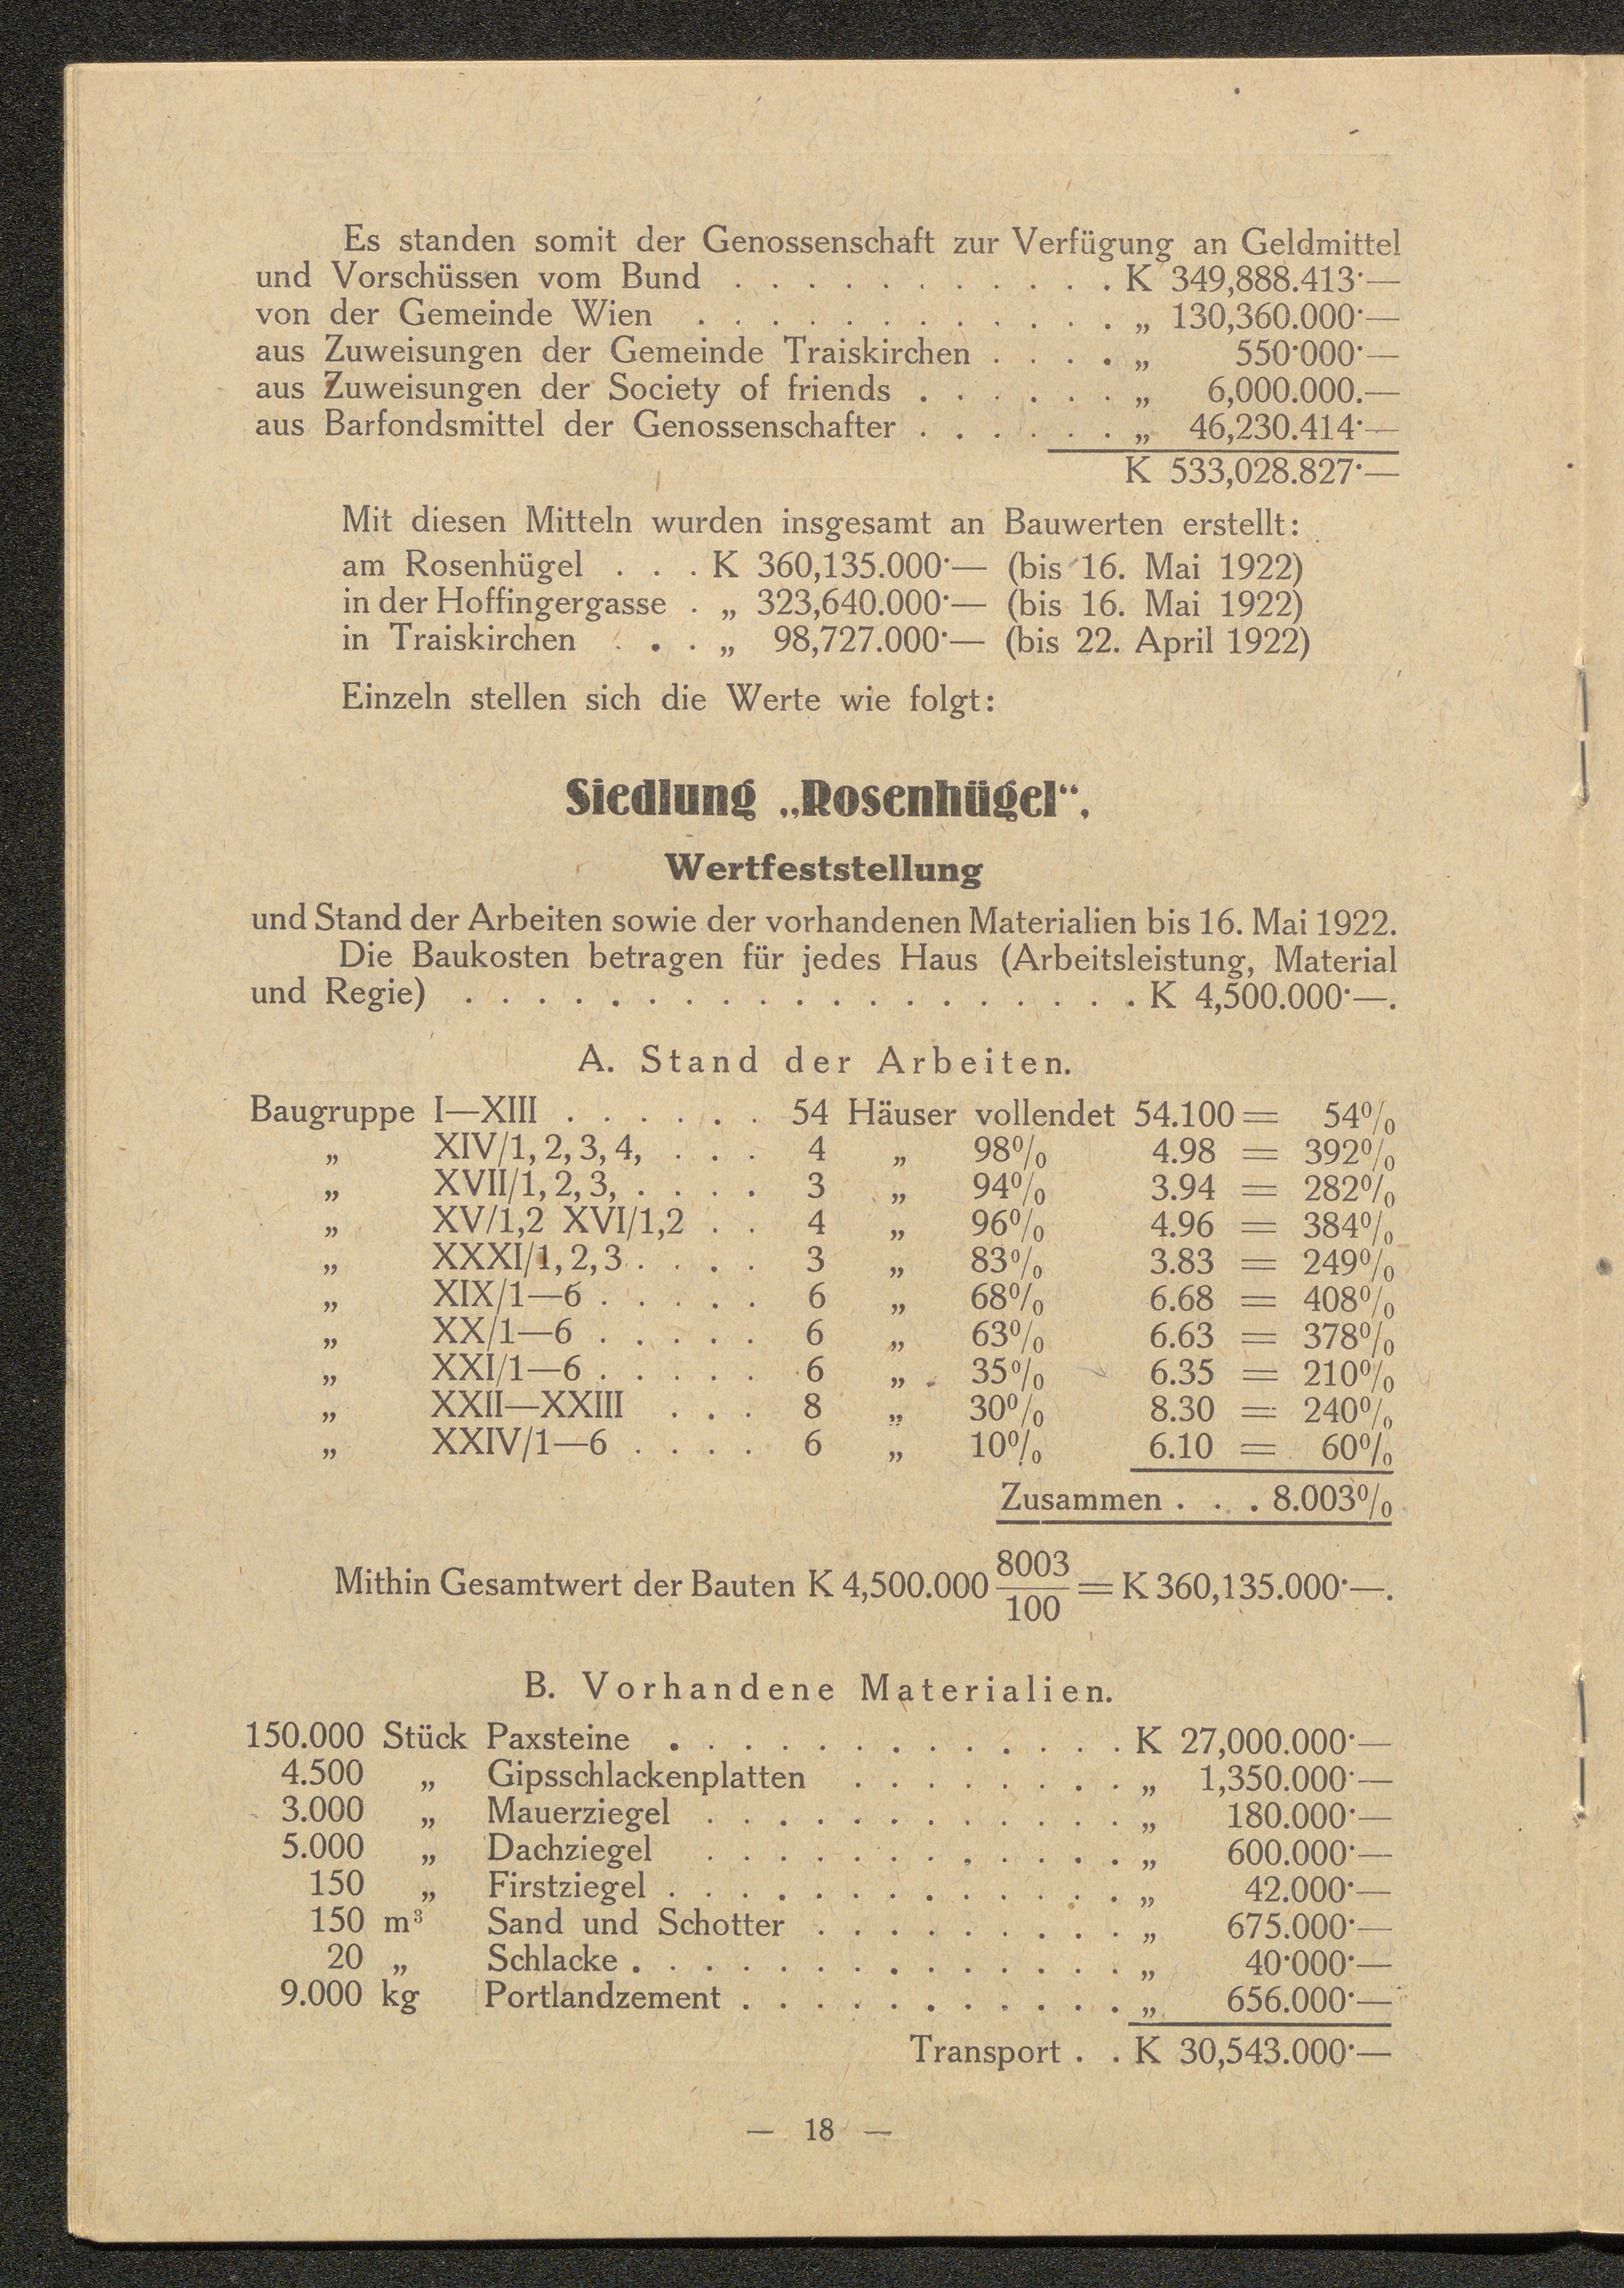 Es standen somit der Genossenschaft zur Verfügung an Geldmittel
und Vorschüssen vom Bund . . . . . . . . . . . K 349,888.413·—
von der Gemeinde Wien . . . . . . . . . . . . „ 130,360.000·—
aus Zuweisungen der Gemeinde Traiskirchen . . . . „ 550·000·—
aus Zuweisungen der Society of friends . . . . . . „ 6,000.000.—
aus Barfondsmittel der Genossenschafter . . . . . . „ 46,230.414·—
K 533,028.827·—
Mit diesen Mitteln wurden insgesamt an Bauwerten erstellt:
am Rosenhügel . . . K 360,135.000·— (bis 16. Mai 1922)
in der Hoffingergasse . „ 323,640.000·— (bis 16. Mai 1922)
in Traiskirchen . . . „ 98,727.000·— (bis 22. April 1922)
Einzeln stellen sich die Werte wie folgt:
Siedlung „Rosenhügel“.
Wertfeststellung
und Stand der Arbeiten sowie der vorhandenen Materialien bis 16. Mai 1922.
Die Baukosten betragen für jedes Haus (Arbeitsleistung, Material
und Regie) . . . . . . . . . . . . . . . . . . . K 4,500.000·—.
A. Stand der Arbeiten.
Baugruppe I—XIII . . . . . . 54 Häuser vollendet 54.100 = 54%
„ XIV/1, 2, 3, 4, . . . 4 „ 98% 4.98 = 392%
„ XVII/1, 2, 3, . . . . 3 „ 94% 3.94 = 282%
„ XV/1,2 XVI/1,2 . . 4 „ 96% 4.96 = 384%
„ XXXI/1, 2, 3 . . . . 3 „ 83% 3.83 = 249%
„ XIX/1—6 . . . . . 6 „ 68% 6.68 = 408%
„ XX/1—6 . . . . . 6 „ 63% 6.63 = 378%
„ XXI/1—6 . . . . . 6 „ 35% 6.35 = 210%
„ XXII—XXIII . . . 8 „ 30% 8.30 = 240%
„ XXIV/1—6 . . . . 6 „ 10% 6.10 = 60%
Zusammen . . . 8.003%
Mithin Gesamtwert der Bauten K 4,500.000 8003/100 = K 360,135.000·—.
B. Vorhandene Materialien.
150.000 Stück Paxsteine . . . . . . . . . . . . . K 27,000.000·—
4.500 „ Gipsschlackenplatten . . . . . . . . „ 1,350.000·—
3.000 „ Mauerziegel . . . . . . . . . . . . „ 180.000·—
5.000 „ Dachziegel . . . . . . . . . . . . „ 600.000·—
150 „ Firstziegel . . . . . . . . . . . . . „ 42.000·—
150 m³ Sand und Schotter . . . . . . . . . „ 675.000·—
20 „ Schlacke . . . . . . . . . . . . . . „ 40·000·—
9.000 kg Portlandzement . . . . . . . . . . . „ 656.000·—
Transport . . K 30,543.000·—
— 18 —